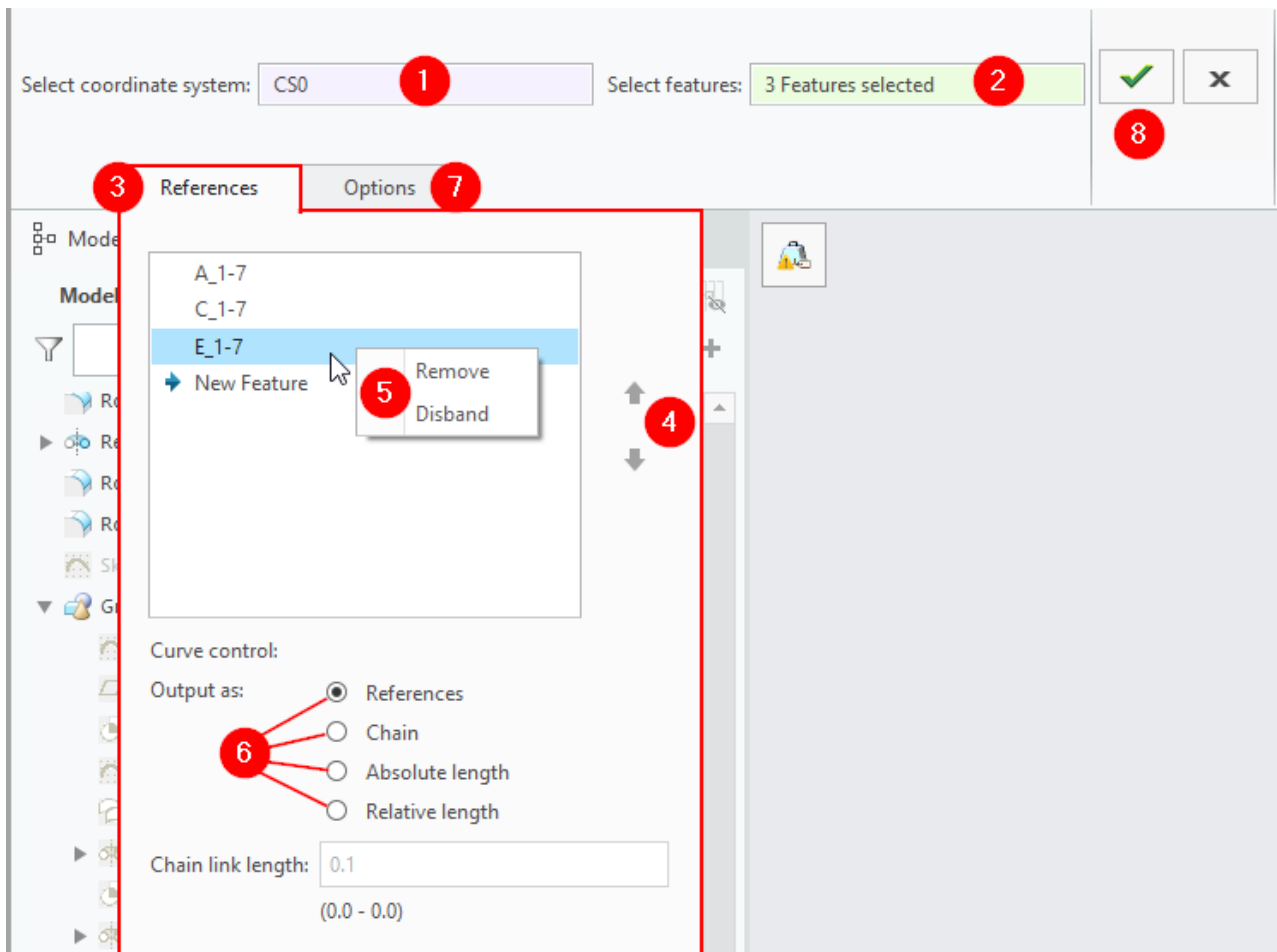 Select coordinate system: CS0 1 Select features: 3 Features selected 2
8
3 References Options 7
Mode
A_1-7
Model
C_1-7
E_1-7
Remove
New Feature
5
Disband
4
Curve control:
Output as: References
Chain
6
Absolute length
Relative length
Chain link length: 0.1
(0.0 - 0.0)